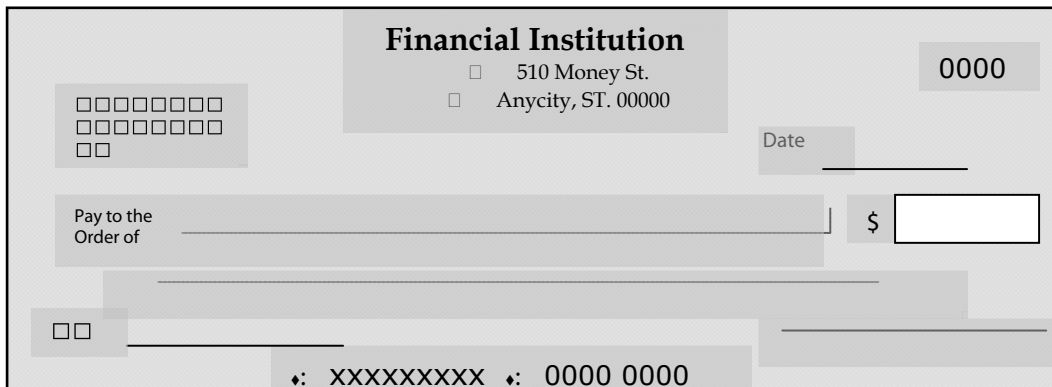 Financial Institution
510 Money St.
Anycity, ST. 00000
0000
Date
Pay to the
Order of
$
XXXXXXXXX
0000 0000